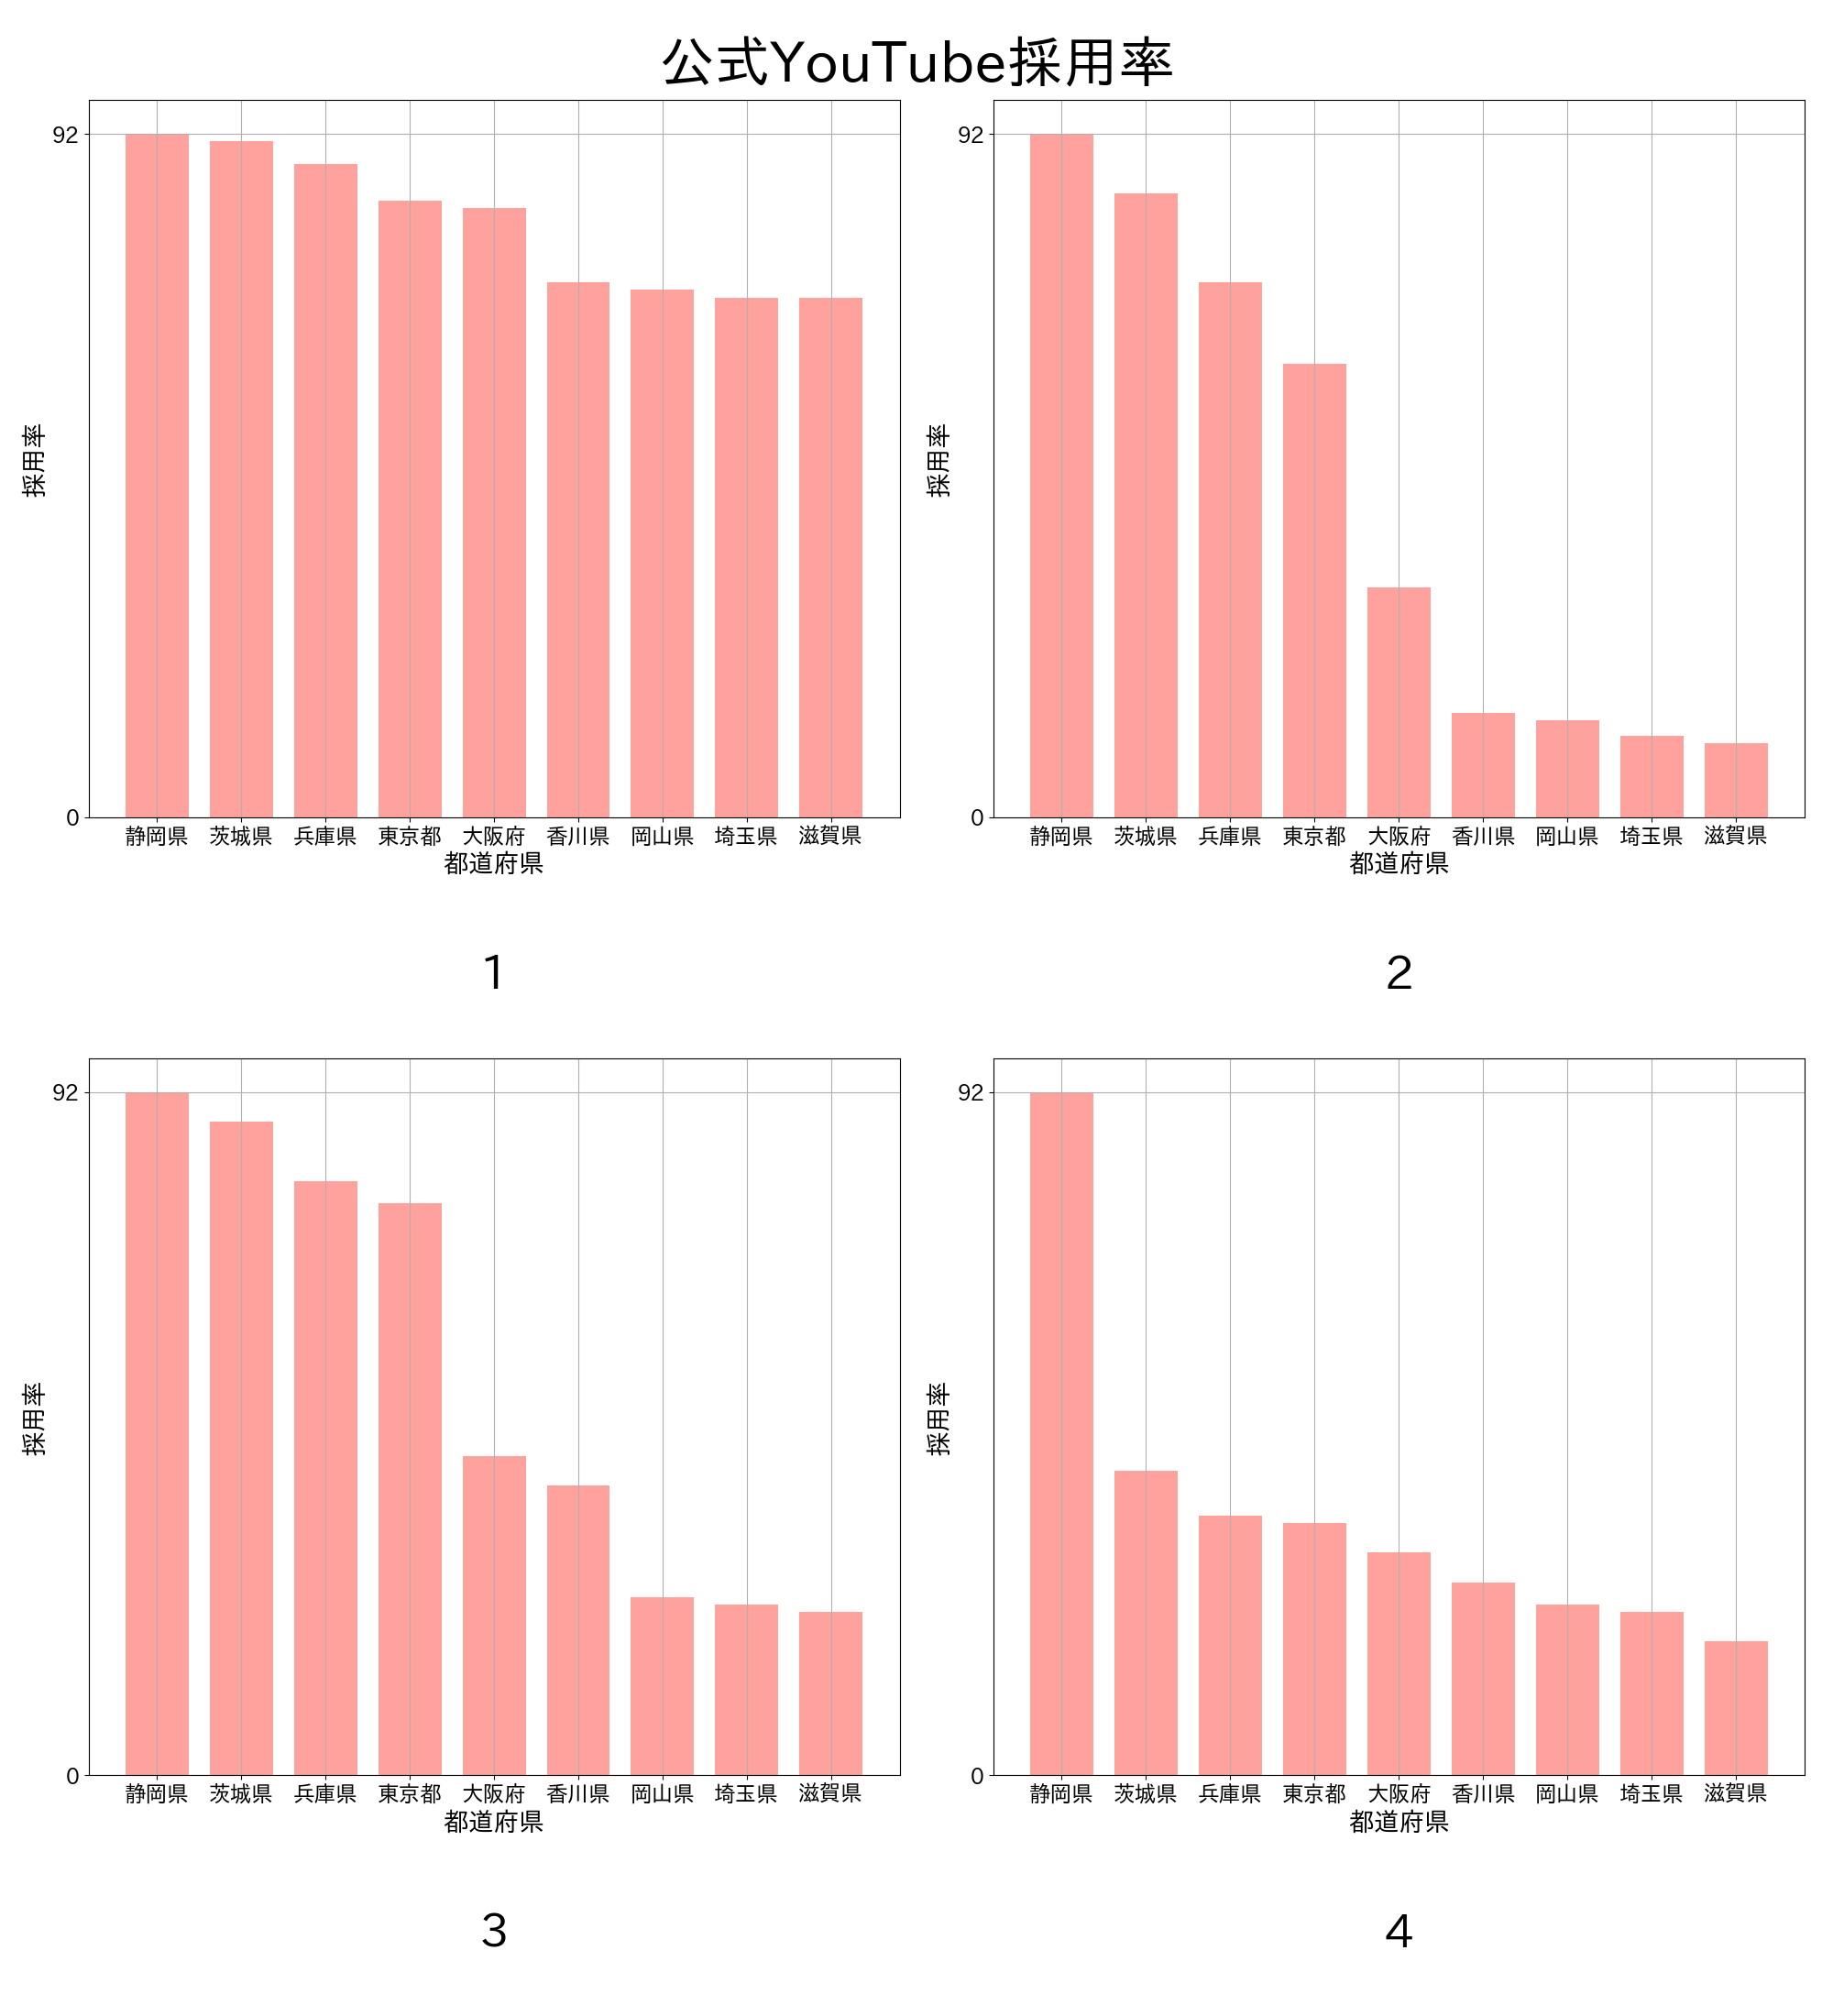 公式YouTube採用率
92
0
採用率
静岡県 茨城県 兵庫県 東京都 大阪府 香川県 岡山県 埼玉県 滋賀県
都道府県
1
92
0
採用率
静岡県 茨城県 兵庫県 東京都 大阪府 香川県 岡山県 埼玉県 滋賀県
都道府県
2
92
0
採用率
静岡県 茨城県 兵庫県 東京都 大阪府 香川県 岡山県 埼玉県 滋賀県
都道府県
3
92
0
採用率
静岡県 茨城県 兵庫県 東京都 大阪府 香川県 岡山県 埼玉県 滋賀県
都道府県
4